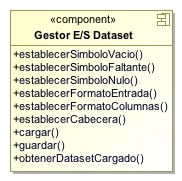 «component»
Gestor E/S Dataset
+establecerSimboloVacio()
+establecerSimboloFaltante()
+establecerSimboloNulo()
+establecerFormatoEntrada()
+establecerFormatoColumnas()
+establecerCabecera()
+cargar()
+guardar()
+obtenerDatasetCargado()